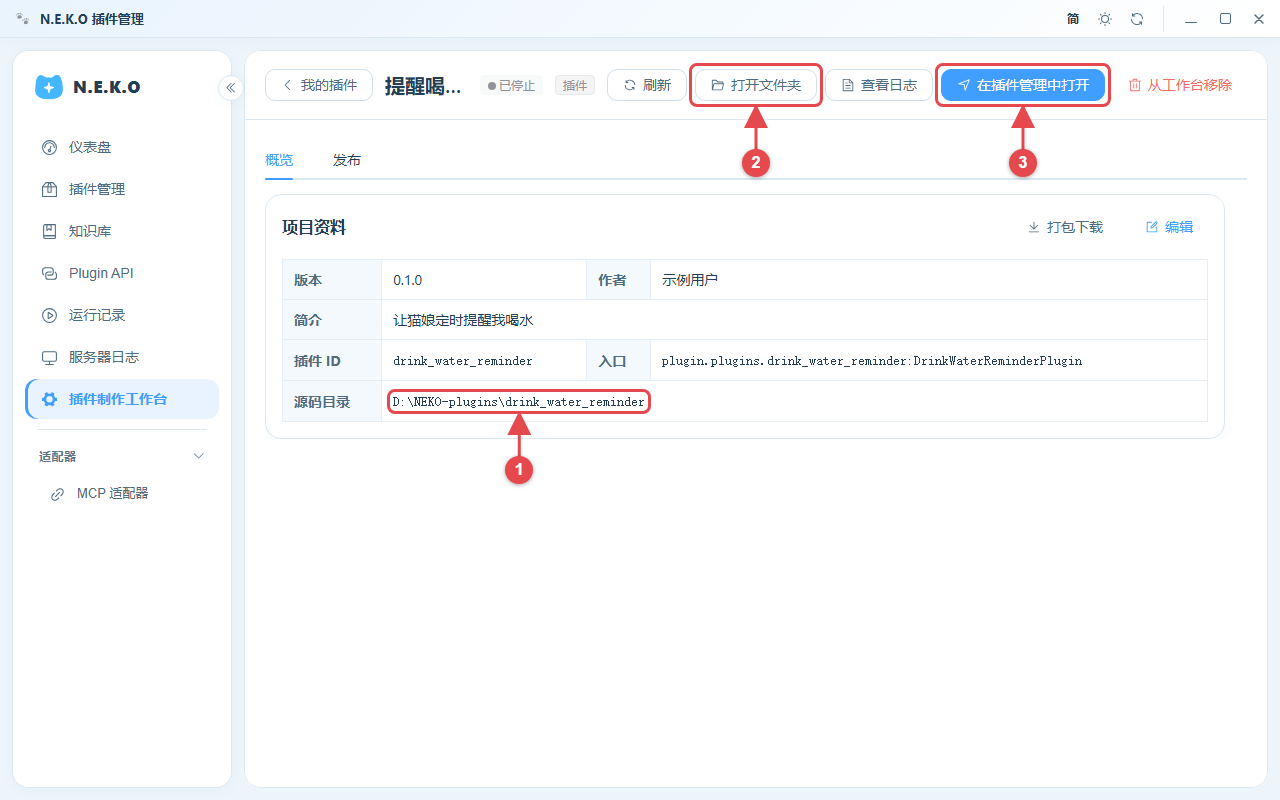 N.E.K.O 插件管理
简
N.E.K.O
仪表盘
插件管理
知识库
Plugin API
运行记录
服务器日志
插件制作工作台
适配器
MCP 适配器
我的插件
提醒喝...
已停止
插件
刷新
打开文件夹
查看日志
在插件管理中打开
从工作台移除
2
3
概览
发布
项目资料
打包下载
编辑
版本 0.1.0 作者 示例用户
简介 让猫娘定时提醒我喝水
插件 ID drink_water_reminder 入口 plugin.plugins.drink_water_reminder:DrinkWaterReminderPlugin
源码目录 D:\NEKO-plugins\drink_water_reminder
1